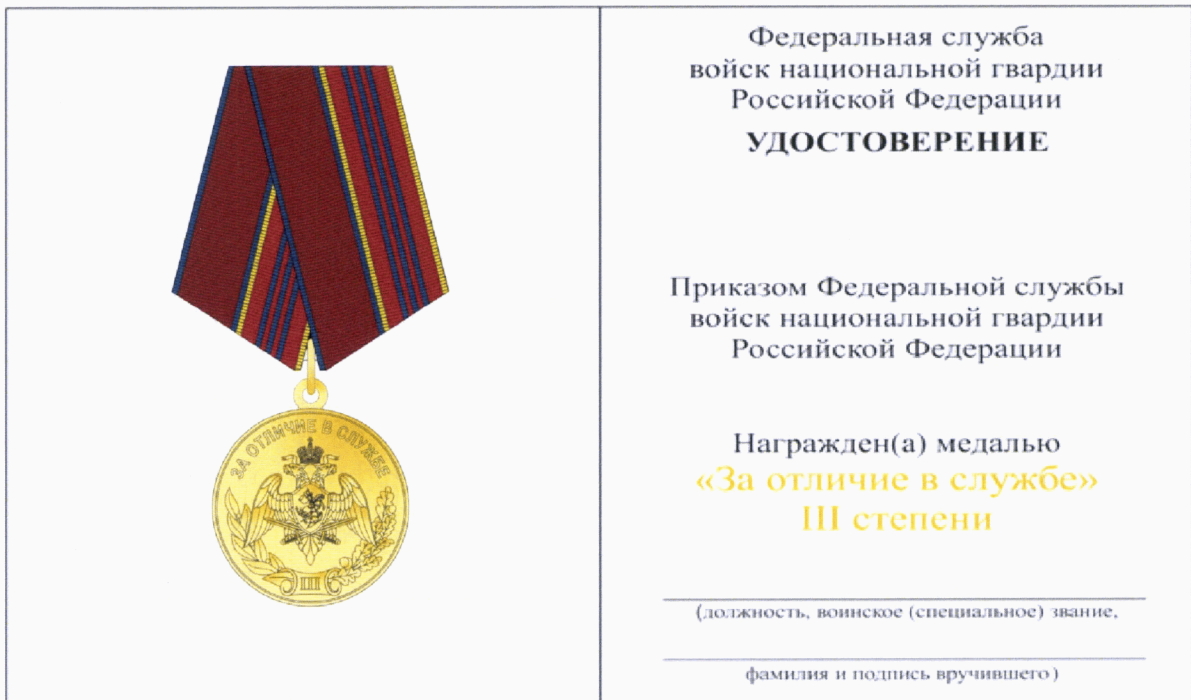 ЗА ОТЛИЧИЕ В СЛУЖБЕ
III
Федеральная служба
войск национальной гвардии
Российской Федерации
УДОСТОВЕРЕНИЕ
Приказом Федеральной службы
войск национальной гвардии
Российской Федерации
Награжден(а) медалью
«За отличие в службе»
III степени
(должность, воинское (специальное) звание,
фамилия и подпись вручившего)